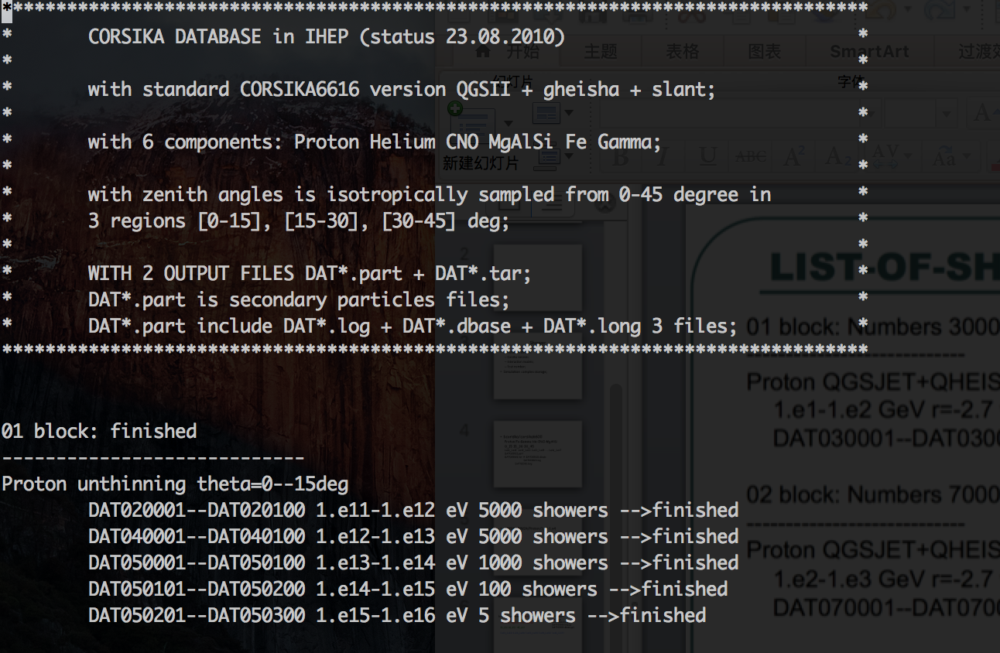 ********************************************************************************
* CORSIKA DATABASE in IHEP (status 23.08.2010) *
* *
* with standard CORSIKA6616 version QGSII + gheisha + slant; *
* *
* with 6 components: Proton Helium CNO MgAlSi Fe Gamma; *
* *
* with zenith angles is isotropically sampled from 0-45 degree in *
* 3 regions [0-15], [15-30], [30-45] deg; *
* *
* WITH 2 OUTPUT FILES DAT*.part + DAT*.tar; *
* DAT*.part is secondary particles files; *
* DAT*.part include DAT*.log + DAT*.dbase + DAT*.long 3 files; *
********************************************************************************
01 block: finished
----------------------------
Proton unthinning theta=0--15deg
DAT020001--DAT020100 1.e11-1.e12 eV 5000 showers -->finished
DAT040001--DAT040100 1.e12-1.e13 eV 5000 showers -->finished
DAT050001--DAT050100 1.e13-1.e14 eV 1000 showers -->finished
DAT050101--DAT050200 1.e14-1.e15 eV 100 showers -->finished
DAT050201--DAT050300 1.e15-1.e16 eV 5 showers -->finished
开始 主题 表格 图表 SmartArt 过渡效
幻灯片 字体
新建幻灯片
B I U ABC A2 A2 AV Aa
2
4
LIST-OF-SH
01 block: Numbers 3000
----------------------------
Proton QGSJET+QHEIS
1.e1-1.e2 GeV r=-2.7
DAT030001--DAT0300
02 block: Numbers 7000
----------------------------
Proton QGSJET+QHEIS
1.e2-1.e3 GeV r=-2.7
DAT070001--DAT0700